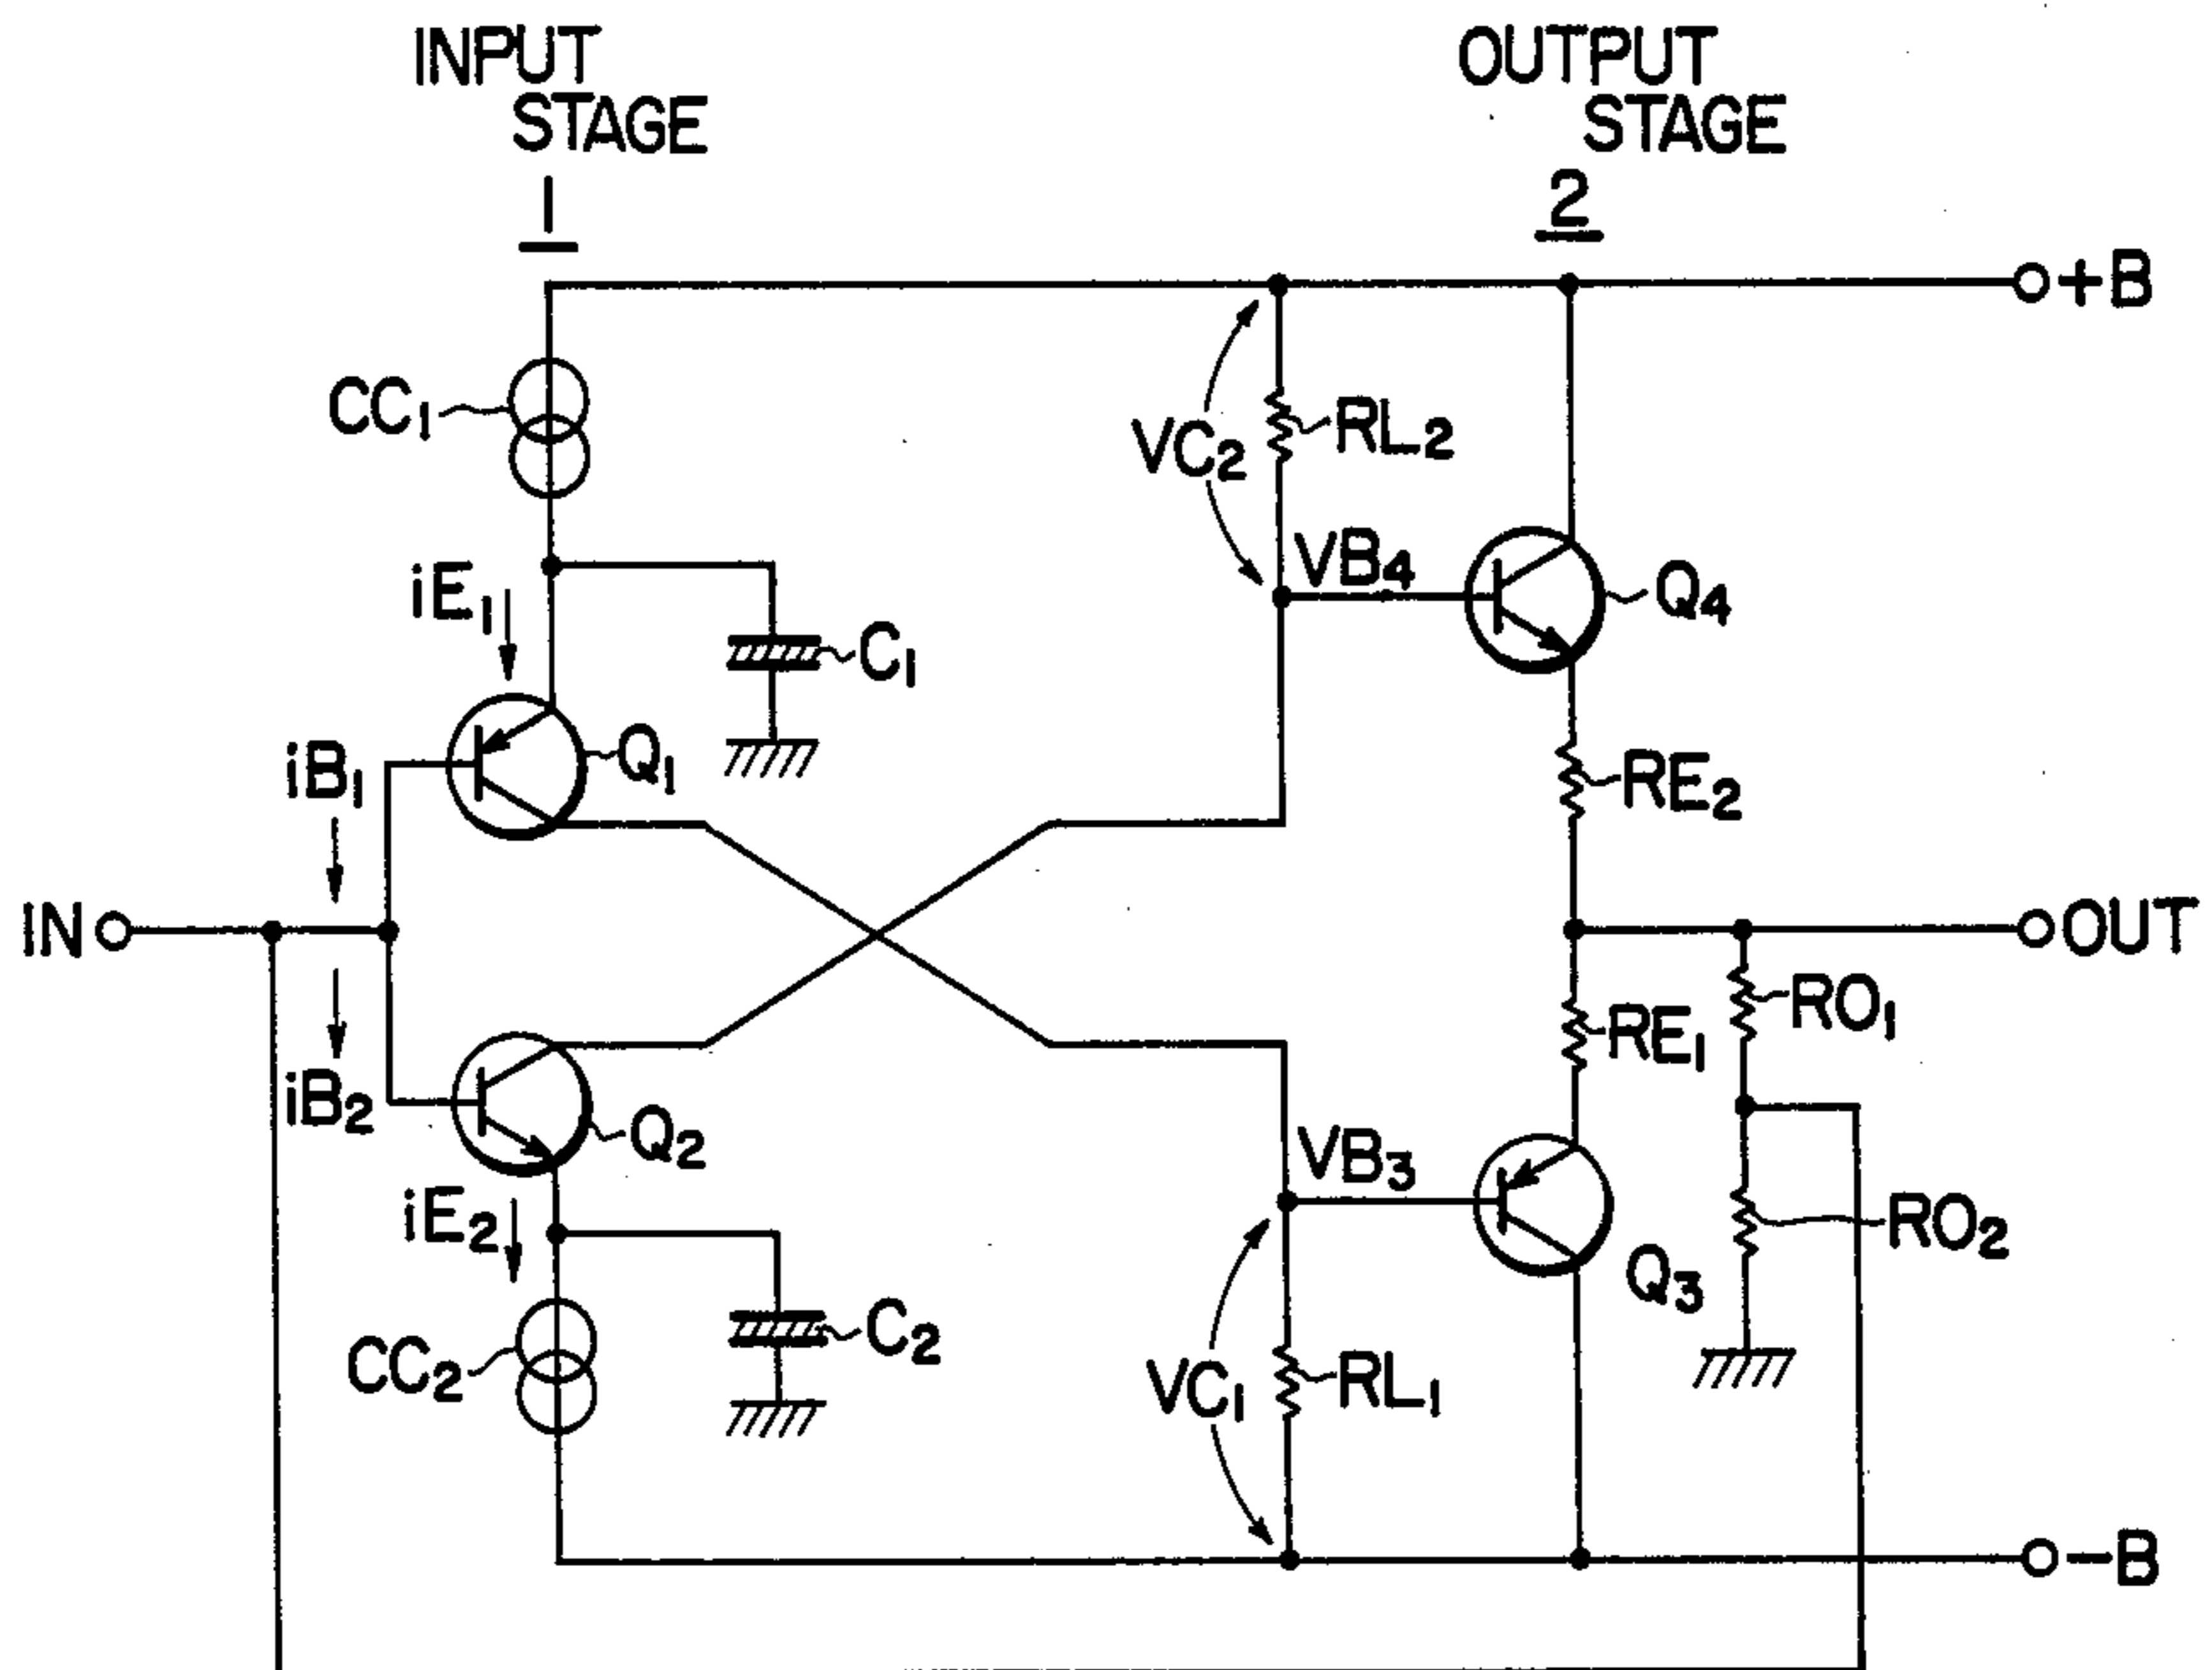 INPUT
STAGE
1
OUTPUT
STAGE
2
+B
CC1
VC2
RL2
iE1
VB4
Q4
C1
iB1
Q1
RE2
IN
OUT
RO1
RE1
iB2
Q2
VB3
iE2
RO2
Q3
C2
CC2
VC1
RL1
−B